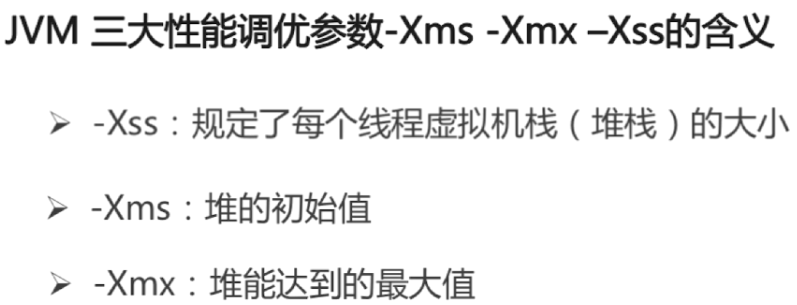 JVM 三大性能调优参数-Xms -Xmx –Xss的含义
➢ -Xss：规定了每个线程虚拟机栈（堆栈）的大小
➢ -Xms：堆的初始值
➢ -Xmx：堆能达到的最大值